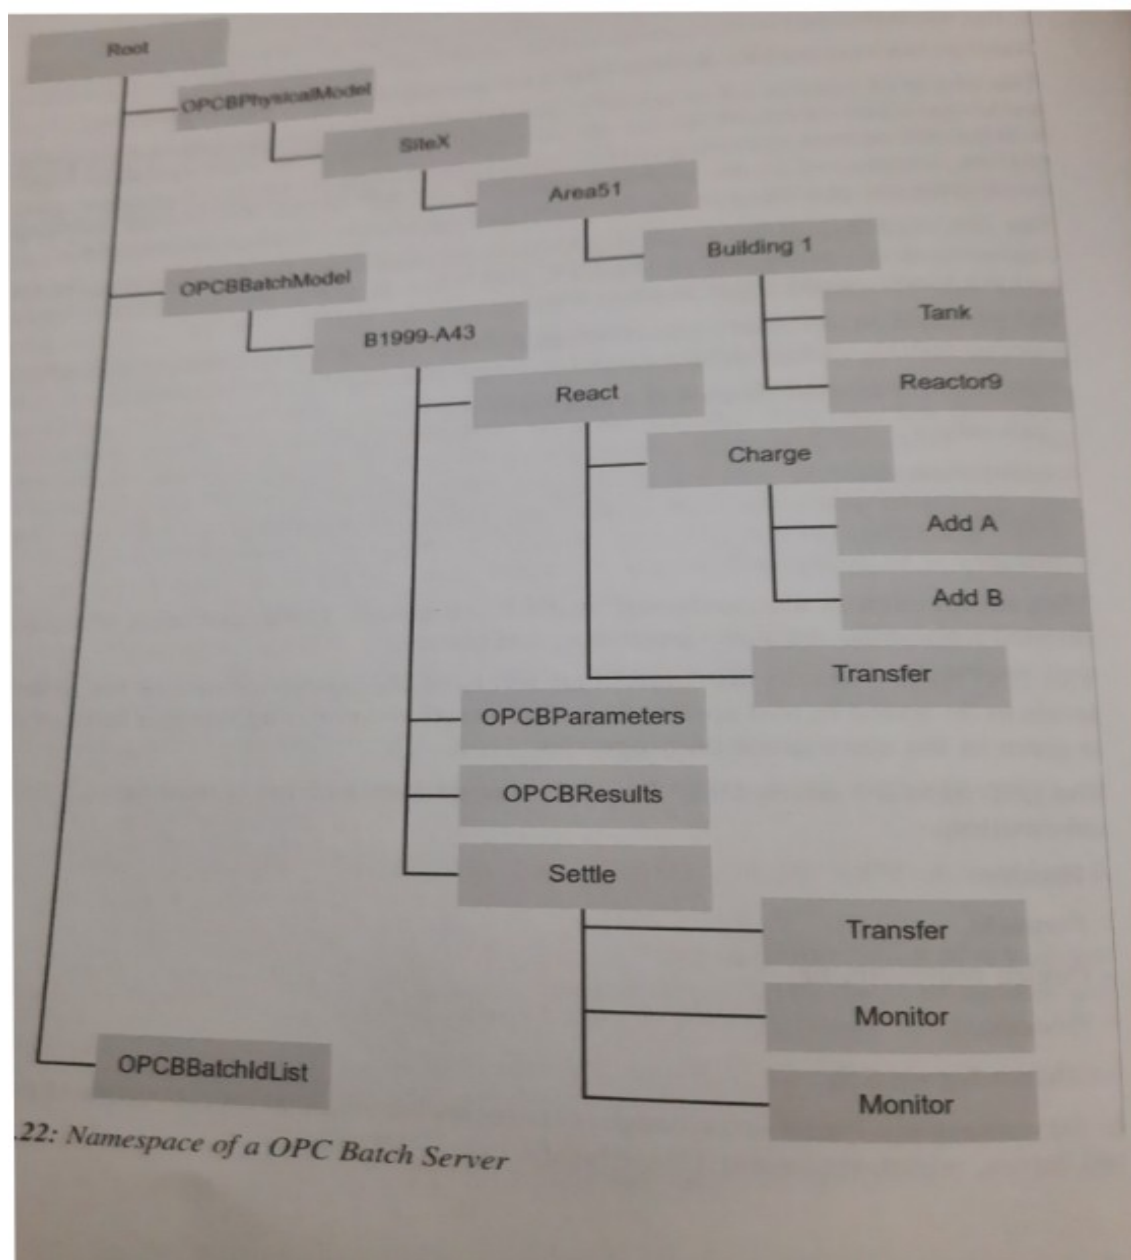 Root
OPCBPhysicalModel
SiteX
Area51
Building 1
Tank
Reactor9
OPCBBatchModel
B1999-A43
React
Charge
Add A
Add B
Transfer
OPCBParameters
OPCBResults
Settle
Transfer
Monitor
Monitor
OPCBBatchIdList
.22: Namespace of a OPC Batch Server